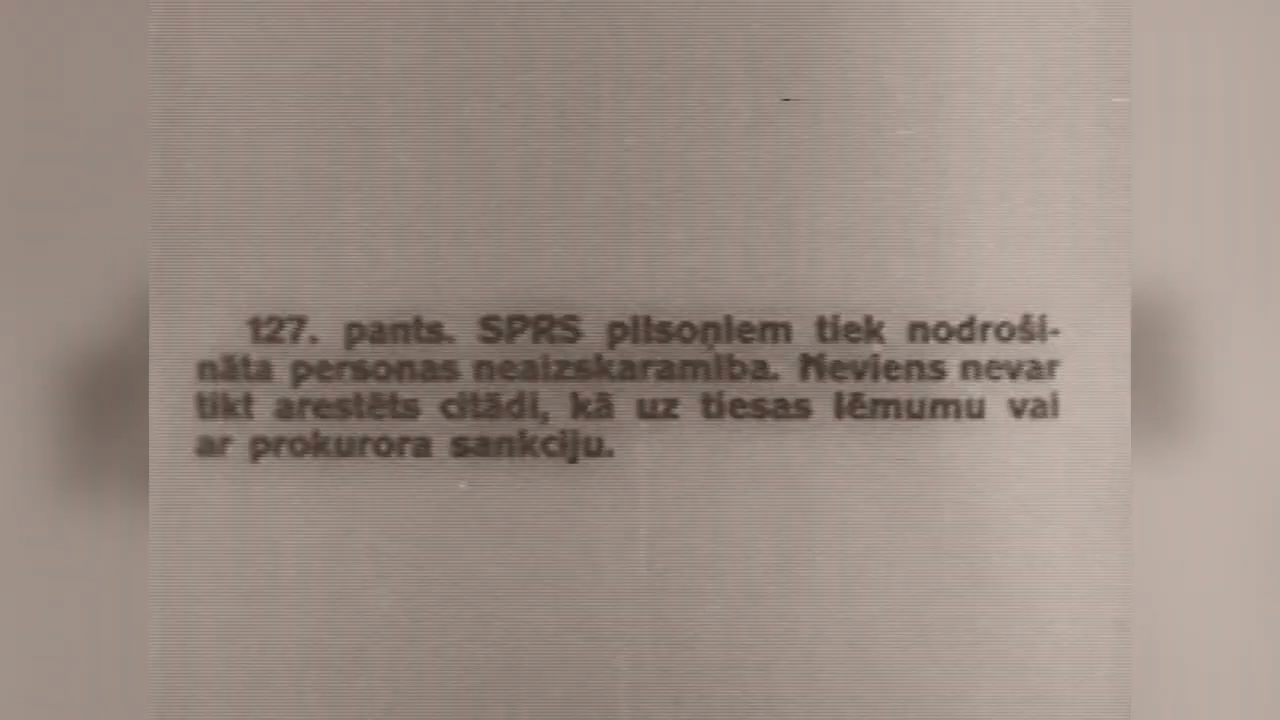 127. pants. SPRS pilsoņiem tiek nodroši-
nāta personas neaizskaramība. Neviens nevar
tikt arestēts citādi, kā uz tiesas lēmumu vai
ar prokurora sankciju.